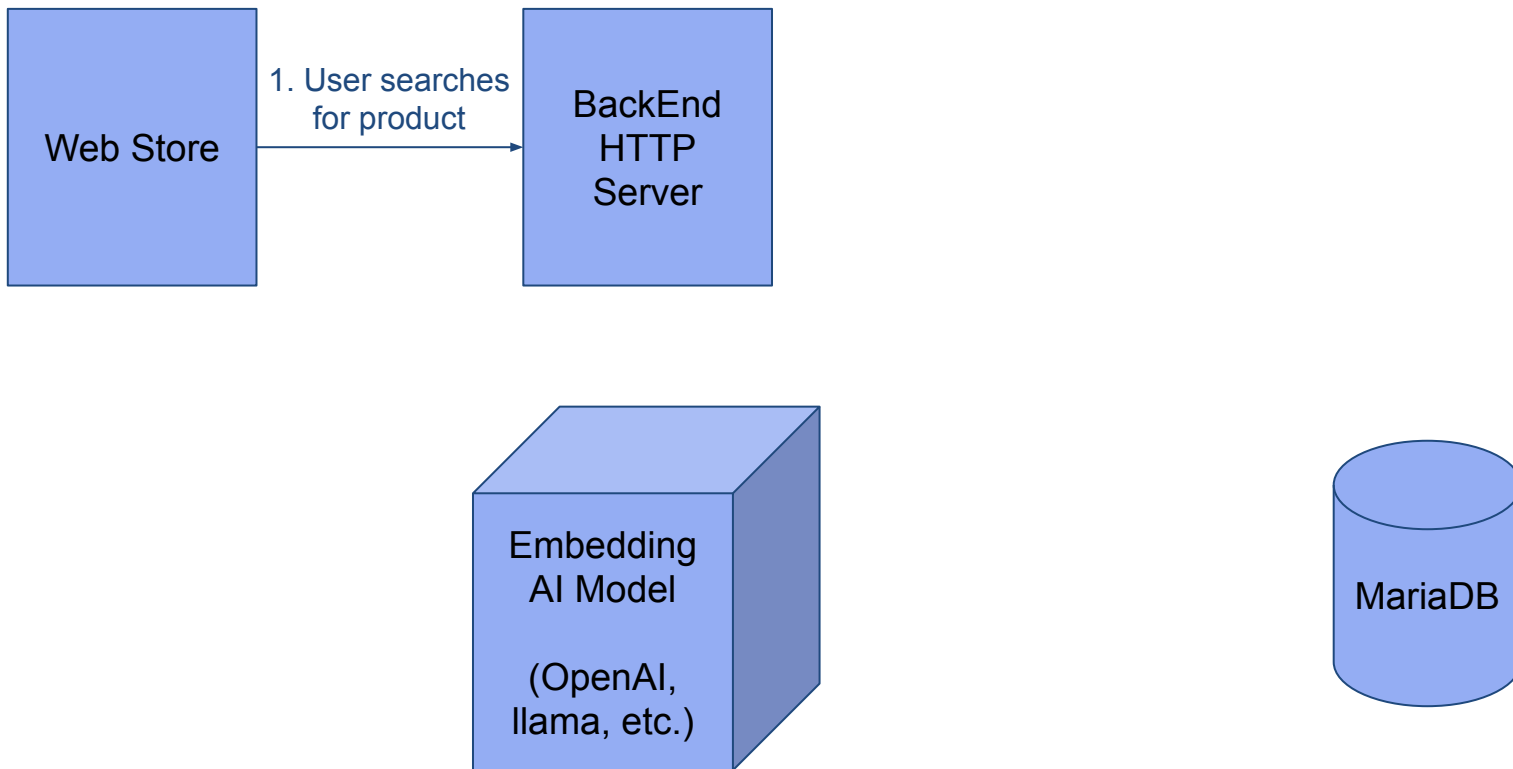 1. User searches
for product
Web Store
BackEnd
HTTP
Server
Embedding
AI Model
(OpenAI,
llama, etc.)
MariaDB